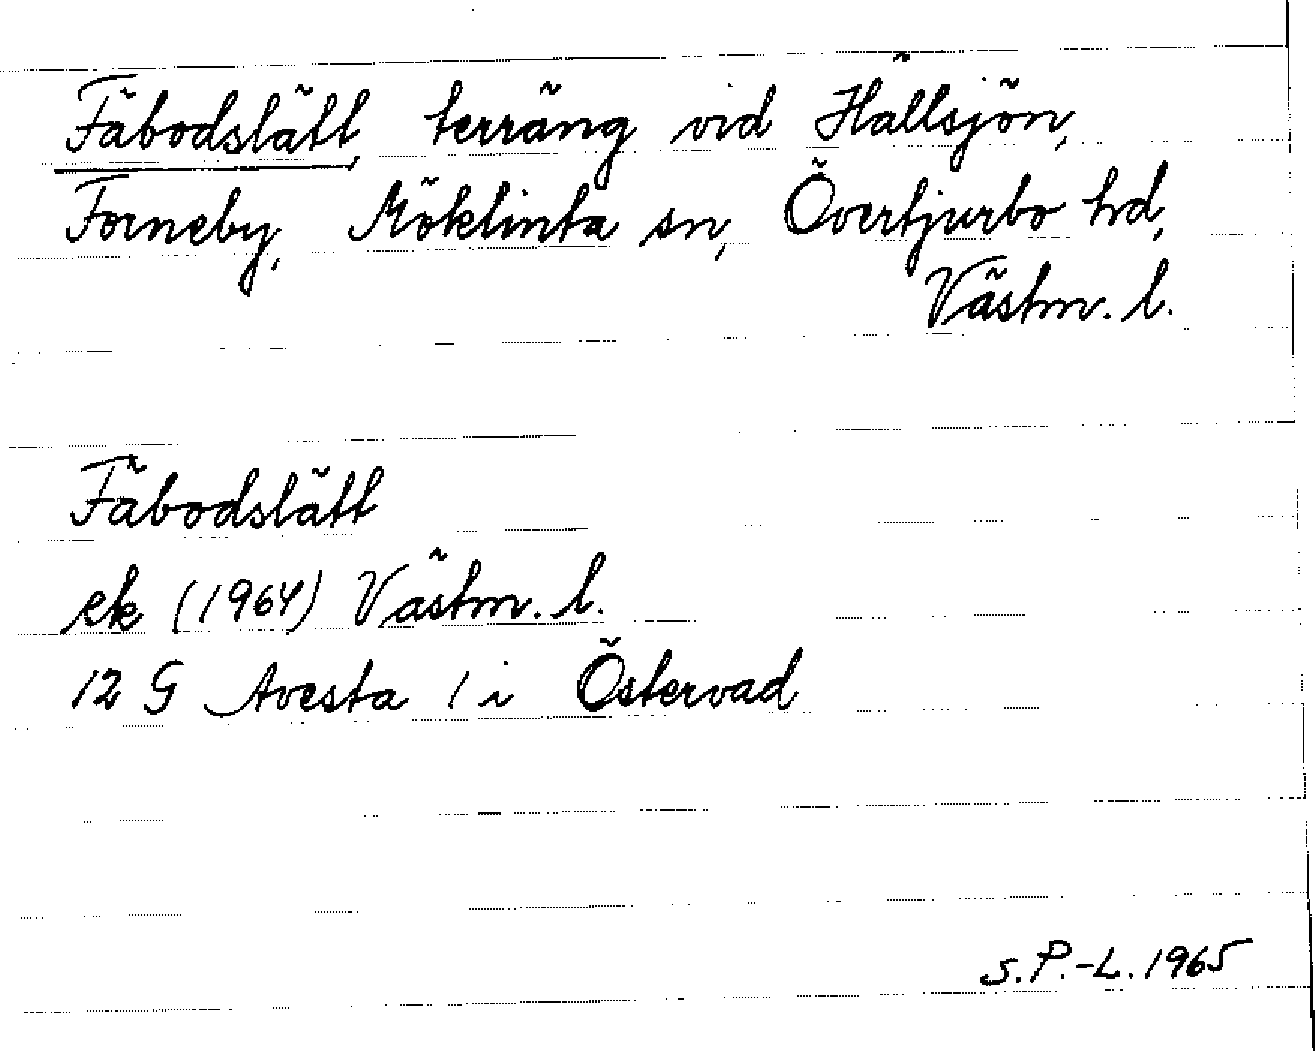 Fäbodslätt, terräng vid Hällsjön,
Forneby, Möklinta sn, Övertjurbo hd,
Västm. l.
Fäbodslätt
ek (1964) Västm. l.
12 G Avesta 1 i Östervad
S.P.-L. 1965